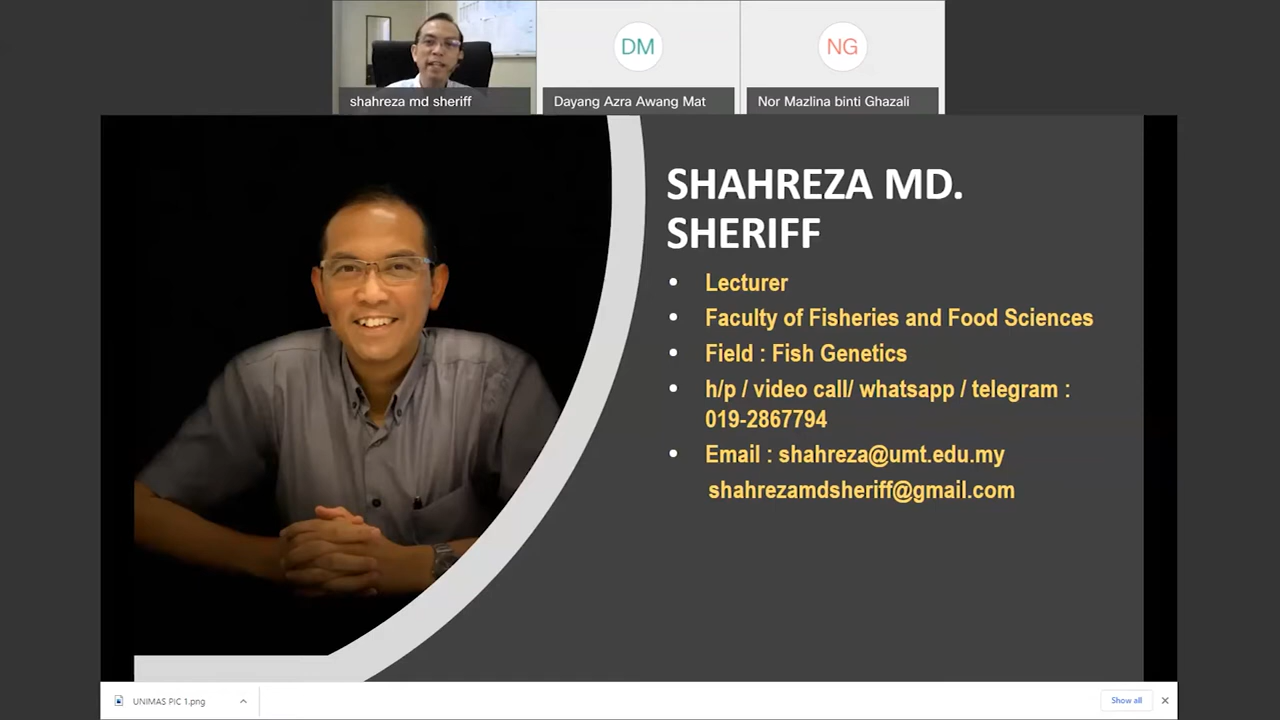 DM
NG
shahreza md sheriff
Dayang Azra Awang Mat
Nor Mazlina binti Ghazali
SHAHREZA MD.
SHERIFF
• Lecturer
• Faculty of Fisheries and Food Sciences
• Field : Fish Genetics
• h/p / video call/ whatsapp / telegram :
019-2867794
• Email : shahreza@umt.edu.my
shahrezamdsheriff@gmail.com
UNIMAS PIC 1.png
Show all